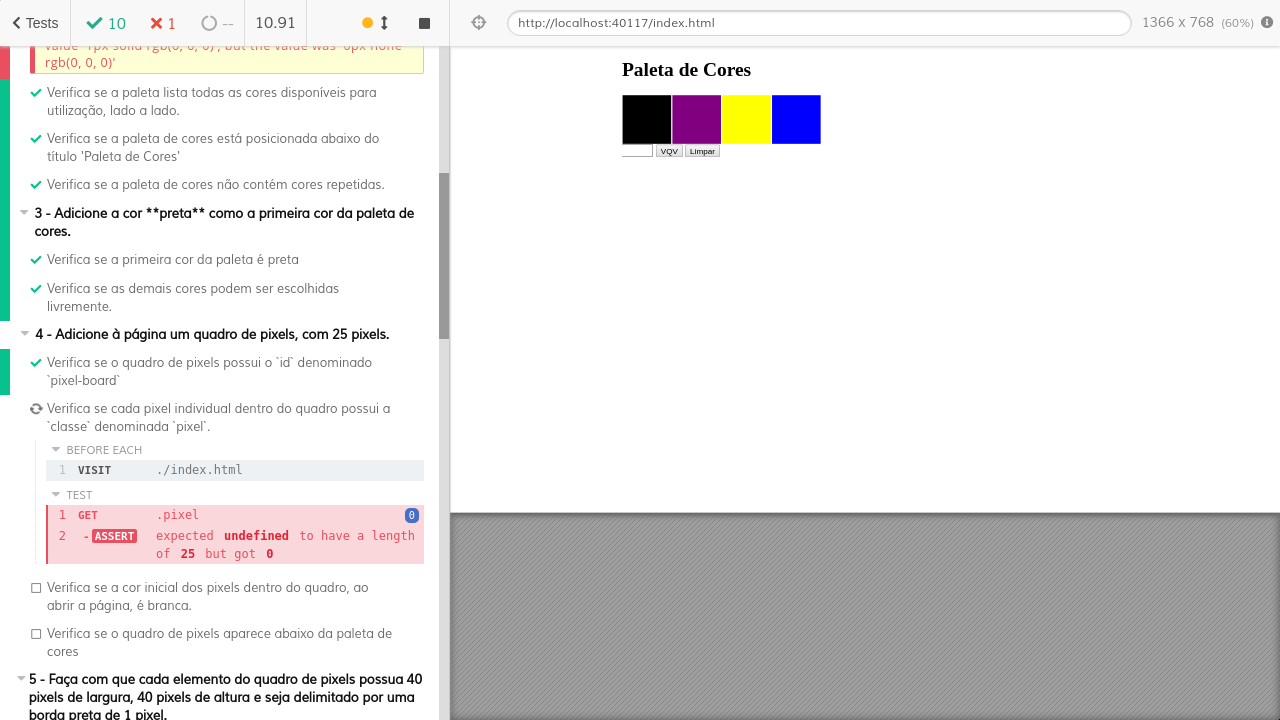 Tests
10
1
--
10.91
http://localhost:40117/index.html
1366 x 768 (60%)
value '1px solid rgb(0, 0, 0)', but the value was '0px none
rgb(0, 0, 0)'
Verifica se a paleta lista todas as cores disponíveis para
utilização, lado a lado.
Verifica se a paleta de cores está posicionada abaixo do
título 'Paleta de Cores'
Verifica se a paleta de cores não contém cores repetidas.
3 - Adicione a cor **preta** como a primeira cor da paleta de
cores.
Verifica se a primeira cor da paleta é preta
Verifica se as demais cores podem ser escolhidas
livremente.
4 - Adicione à página um quadro de pixels, com 25 pixels.
Verifica se o quadro de pixels possui o `id` denominado
`pixel-board`
Verifica se cada pixel individual dentro do quadro possui a
`classe` denominada `pixel`.
BEFORE EACH
1 VISIT ./index.html
TEST
1 GET .pixel 0
2 -ASSERT expected undefined to have a length
of 25 but got 0
Verifica se a cor inicial dos pixels dentro do quadro, ao
abrir a página, é branca.
Verifica se o quadro de pixels aparece abaixo da paleta de
cores
5 - Faça com que cada elemento do quadro de pixels possua 40
pixels de largura, 40 pixels de altura e seja delimitado por uma
borda preta de 1 pixel.
Paleta de Cores
VQV Limpar